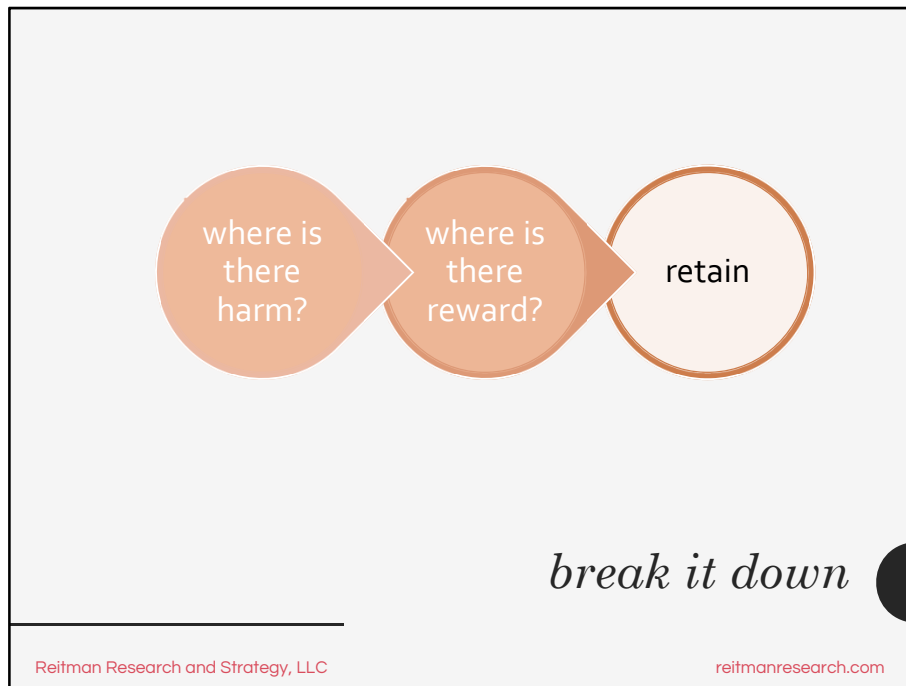 where is
there
harm?
where is
there
reward?
retain
break it down
Reitman Research and Strategy, LLC
reitmanresearch.com